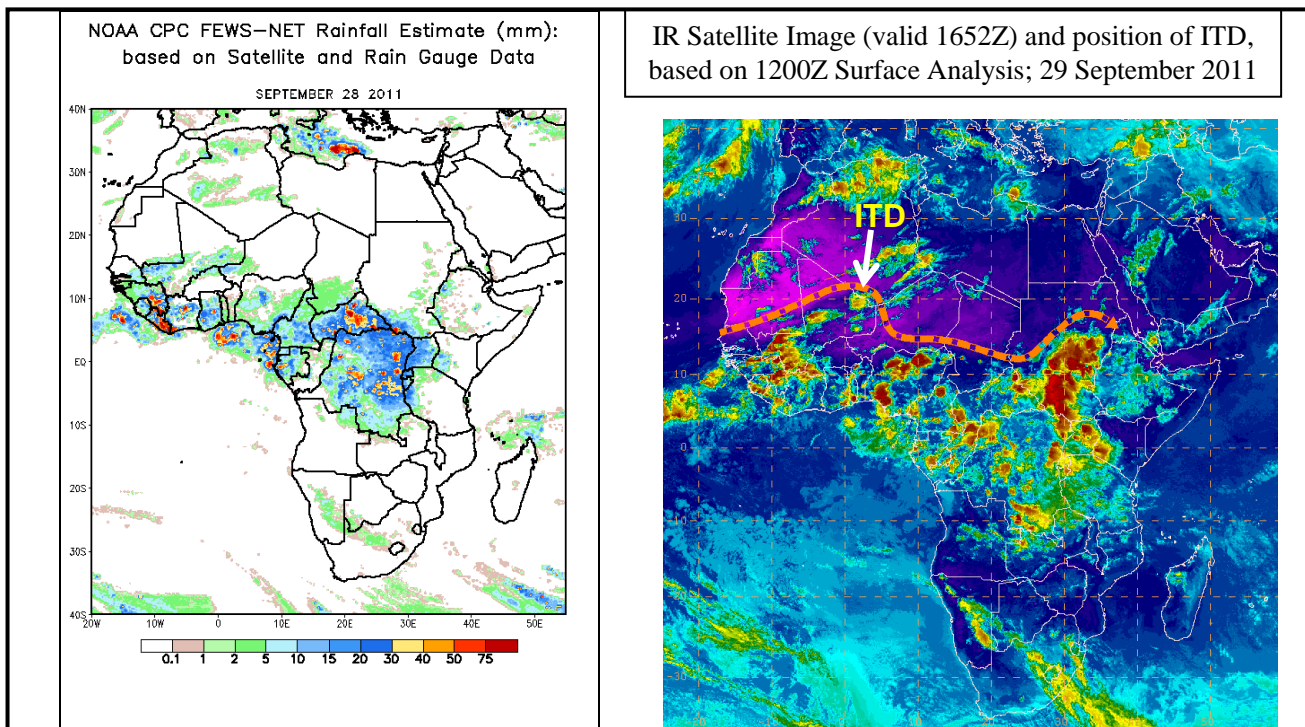 NOAA CPC FEWS-NET Rainfall Estimate (mm):
based on Satellite and Rain Gauge Data
SEPTEMBER 28 2011
40N
30N
20N
10N
EQ
10S
20S
30S
40S
20W 10W 0 10E 20E 30E 40E 50E
0.1 1 2 5 10 15 20 30 40 50 75
IR Satellite Image (valid 1652Z) and position of ITD,
based on 1200Z Surface Analysis; 29 September 2011
ITD
30
20
10
0
-10
-20
-30